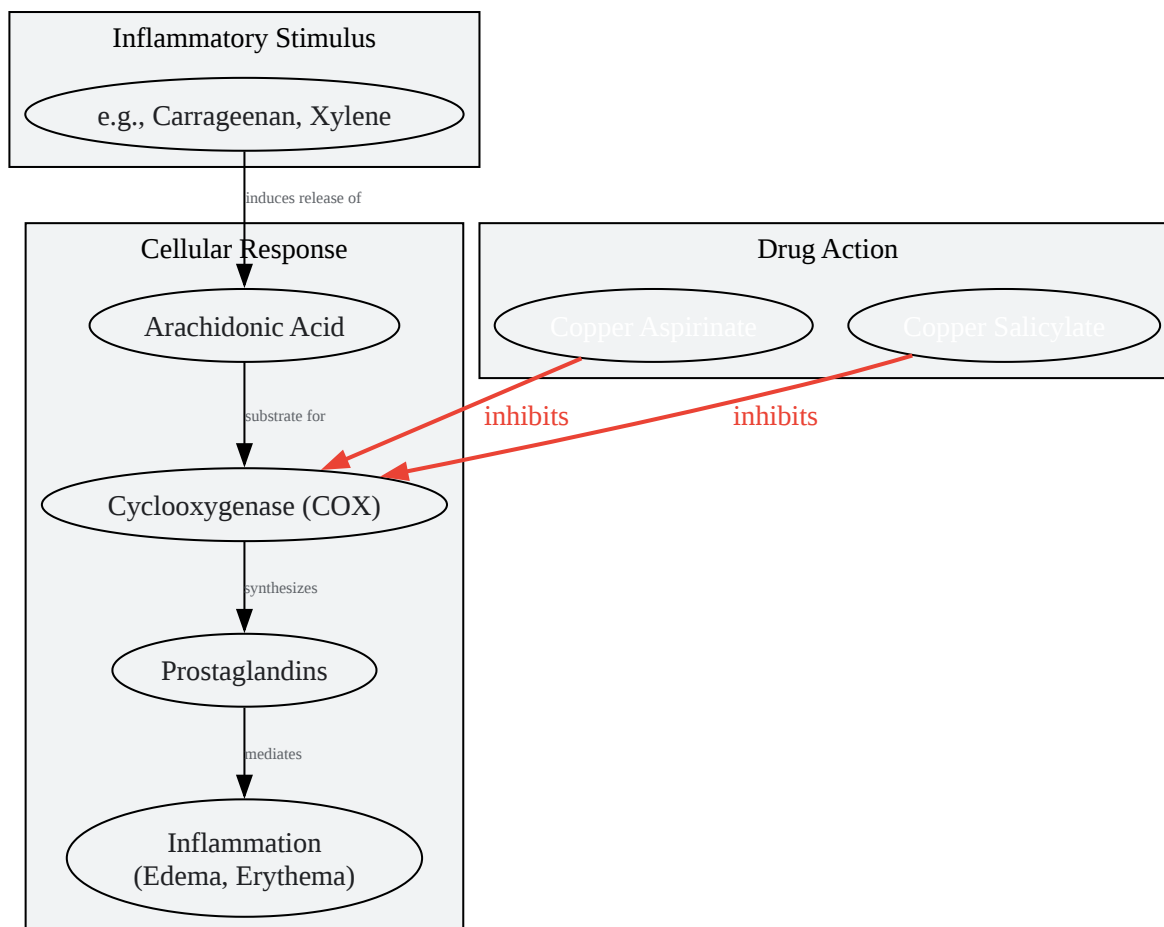 Inflammatory Stimulus
e.g., Carrageenan, Xylene
induces release of
Cellular Response
Drug Action
Arachidonic Acid
Copper Aspirinate
Copper Salicylate
substrate for
inhibits
inhibits
Cyclooxygenase (COX)
synthesizes
Prostaglandins
mediates
Inflammation
(Edema, Erythema)